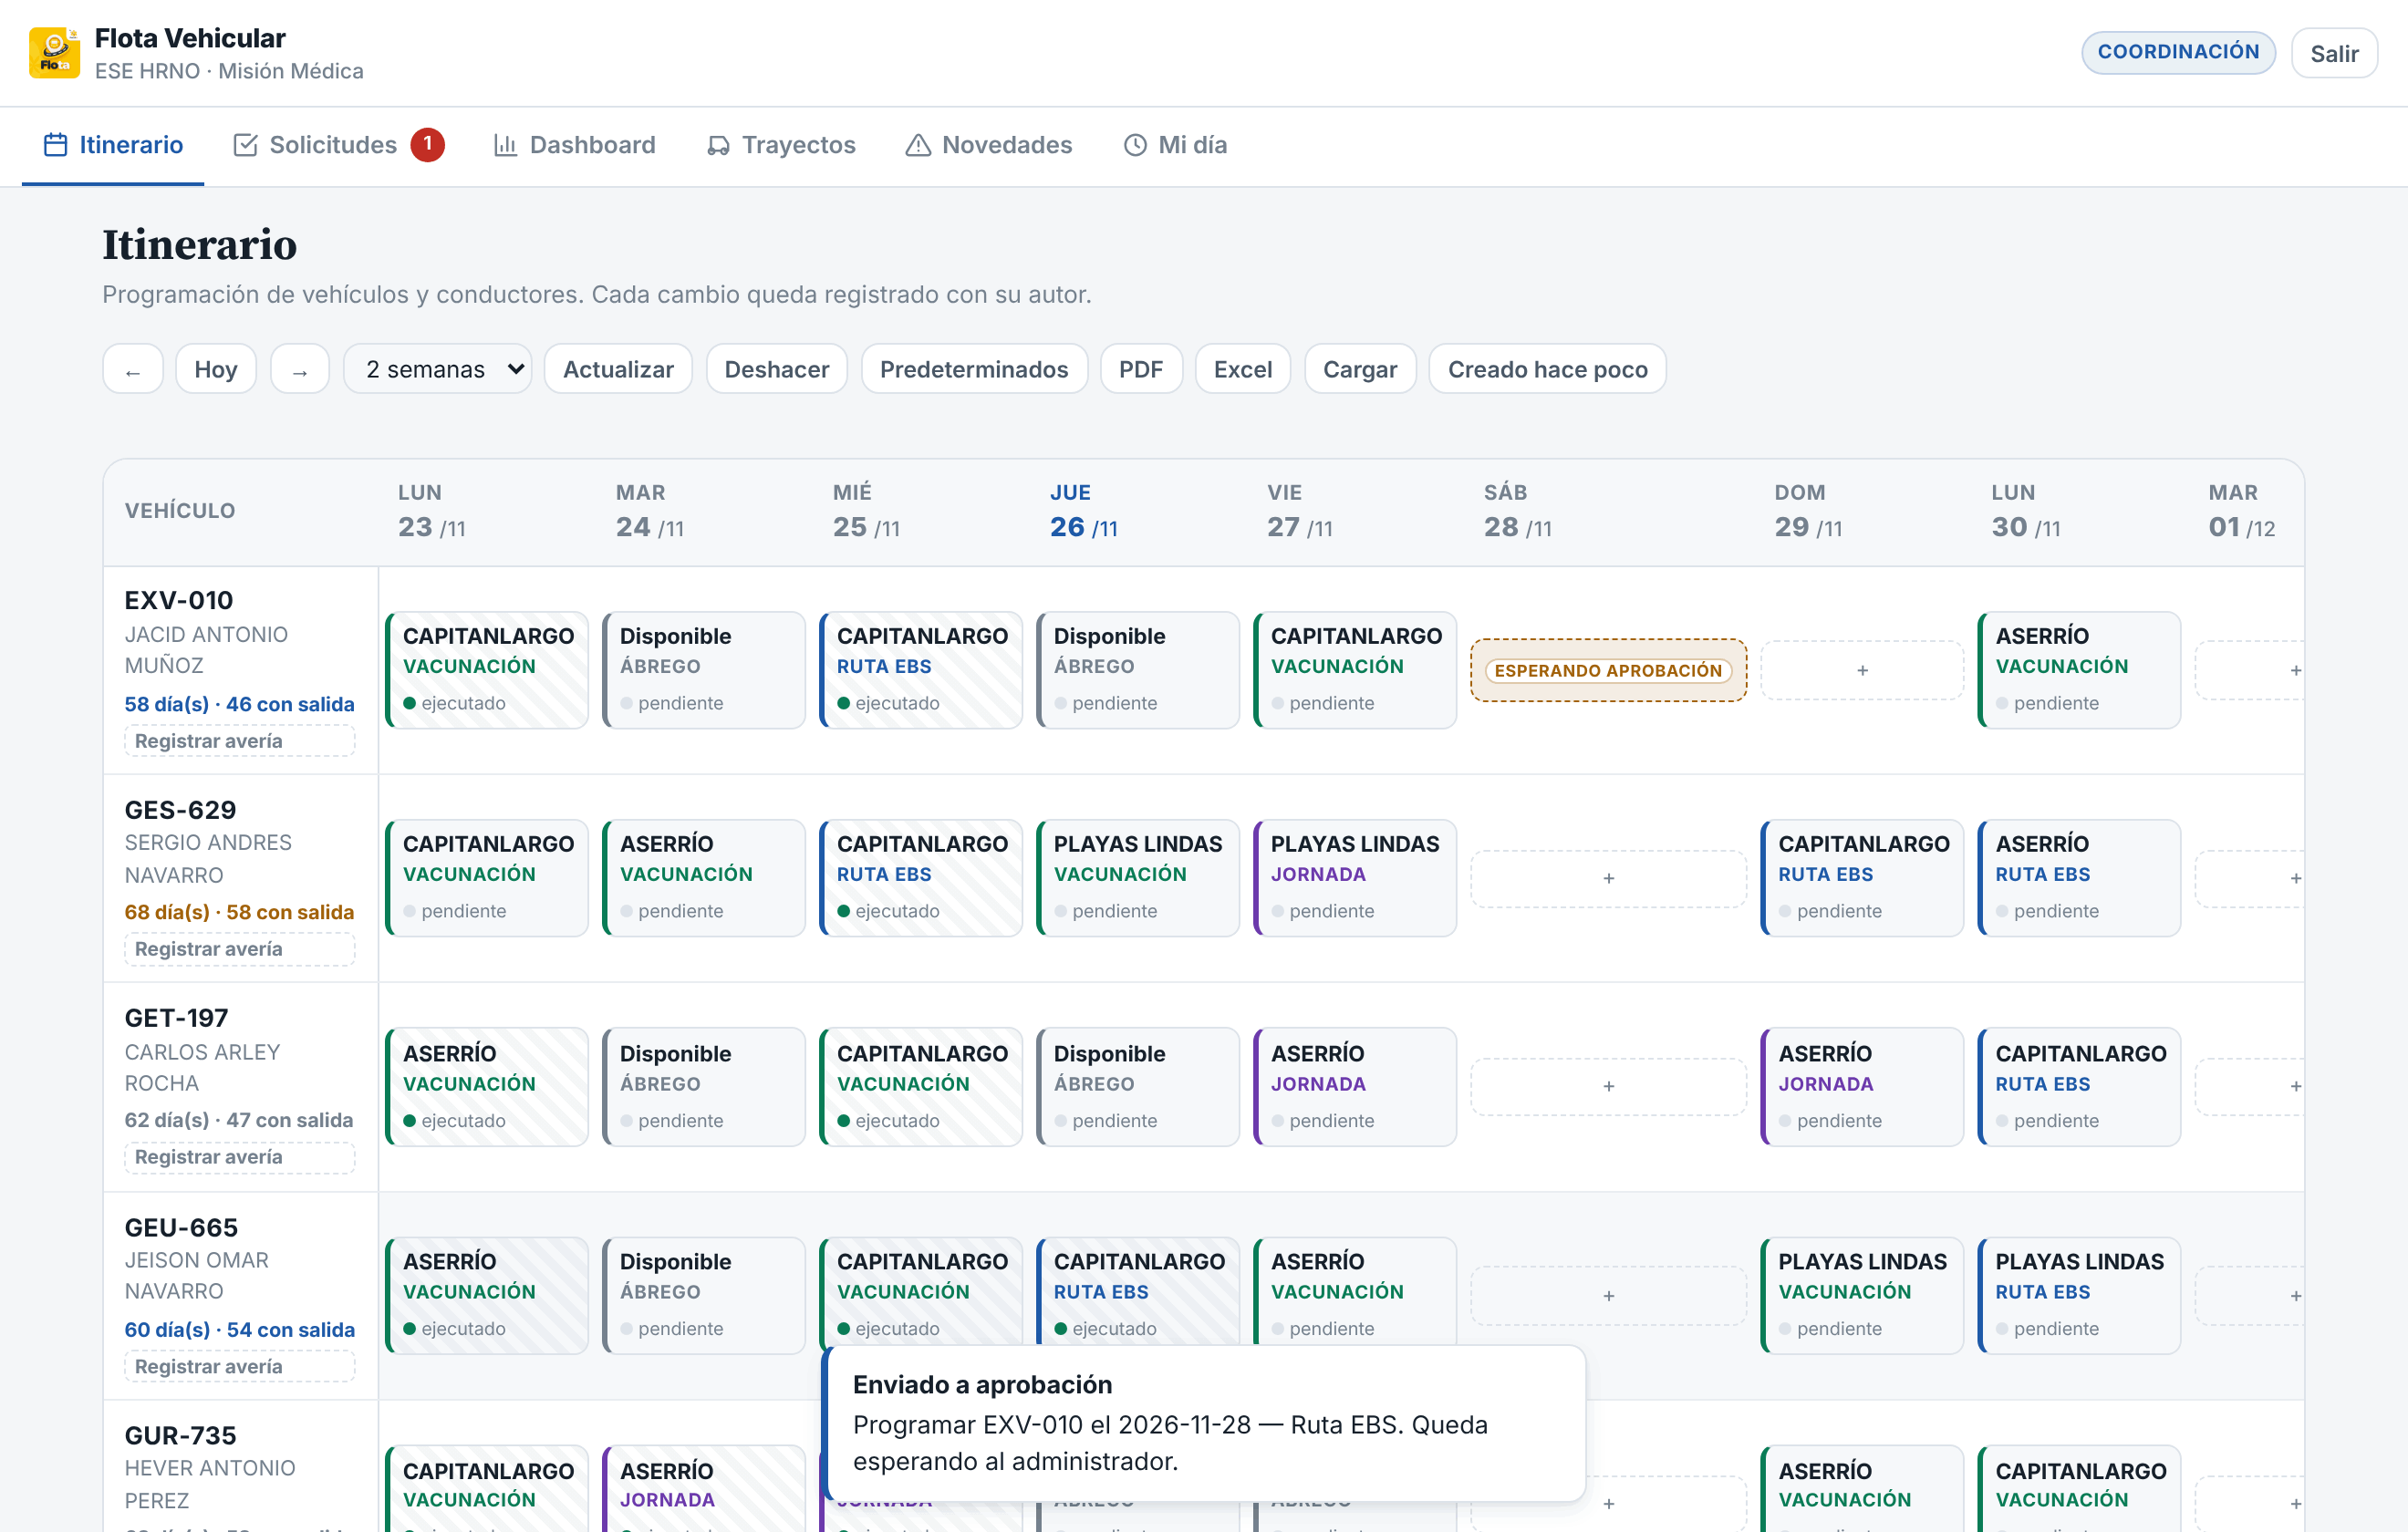 Flota
Flota Vehicular
ESE HRNO · Misión Médica
COORDINACIÓN
Salir
Itinerario
Solicitudes 1
Dashboard
Trayectos
Novedades
Mi día
Itinerario
Programación de vehículos y conductores. Cada cambio queda registrado con su autor.
←
Hoy
→
2 semanas
Actualizar
Deshacer
Predeterminados
PDF
Excel
Cargar
Creado hace poco
VEHÍCULO
LUN
23 /11
MAR
24 /11
MIÉ
25 /11
JUE
26 /11
VIE
27 /11
SÁB
28 /11
DOM
29 /11
LUN
30 /11
MAR
01 /12
EXV-010
JACID ANTONIO
MUÑOZ
58 día(s) · 46 con salida
Registrar avería
CAPITANLARGO
VACUNACIÓN
ejecutado
Disponible
ÁBREGO
pendiente
CAPITANLARGO
RUTA EBS
ejecutado
Disponible
ÁBREGO
pendiente
CAPITANLARGO
VACUNACIÓN
pendiente
ESPERANDO APROBACIÓN
+
ASERRÍO
VACUNACIÓN
pendiente
+
GES-629
SERGIO ANDRES
NAVARRO
68 día(s) · 58 con salida
Registrar avería
CAPITANLARGO
VACUNACIÓN
pendiente
ASERRÍO
VACUNACIÓN
pendiente
CAPITANLARGO
RUTA EBS
ejecutado
PLAYAS LINDAS
VACUNACIÓN
pendiente
PLAYAS LINDAS
JORNADA
pendiente
+
CAPITANLARGO
RUTA EBS
pendiente
ASERRÍO
RUTA EBS
pendiente
+
GET-197
CARLOS ARLEY
ROCHA
62 día(s) · 47 con salida
Registrar avería
ASERRÍO
VACUNACIÓN
ejecutado
Disponible
ÁBREGO
pendiente
CAPITANLARGO
VACUNACIÓN
ejecutado
Disponible
ÁBREGO
pendiente
ASERRÍO
JORNADA
pendiente
+
ASERRÍO
JORNADA
pendiente
CAPITANLARGO
RUTA EBS
pendiente
+
GEU-665
JEISON OMAR
NAVARRO
60 día(s) · 54 con salida
Registrar avería
ASERRÍO
VACUNACIÓN
ejecutado
Disponible
ÁBREGO
pendiente
CAPITANLARGO
VACUNACIÓN
ejecutado
CAPITANLARGO
RUTA EBS
ejecutado
ASERRÍO
VACUNACIÓN
pendiente
+
PLAYAS LINDAS
VACUNACIÓN
pendiente
PLAYAS LINDAS
RUTA EBS
pendiente
+
GUR-735
HEVER ANTONIO
PEREZ
CAPITANLARGO
VACUNACIÓN
ASERRÍO
JORNADA
JORNADA
ÁBREGO
ÁBREGO
+
ASERRÍO
VACUNACIÓN
CAPITANLARGO
VACUNACIÓN
+
Enviado a aprobación
Programar EXV-010 el 2026-11-28 — Ruta EBS. Queda
esperando al administrador.